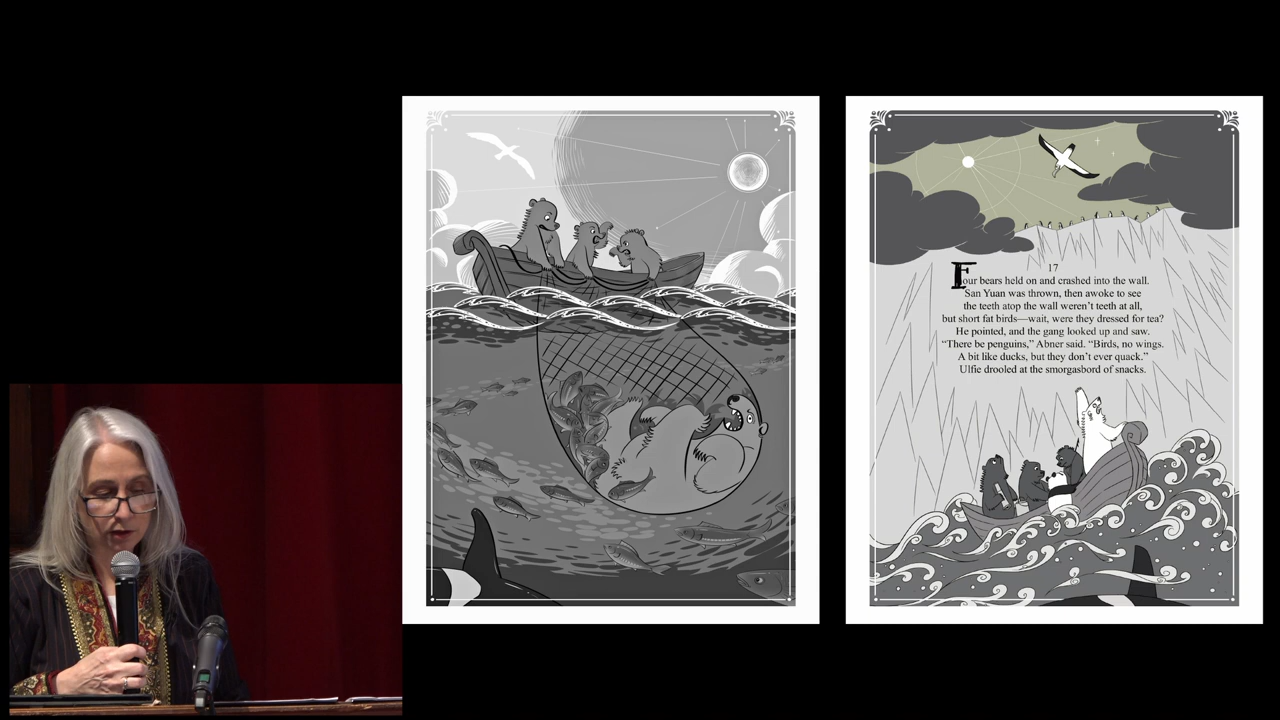 17
Four bears held on and crashed into the wall.
San Yuan was thrown, then awoke to see
the teeth atop the wall weren't teeth at all,
but short fat birds—wait, were they dressed for tea?
He pointed, and the gang looked up and saw.
“There be penguins,” Abner said. “Birds, no wings.
A bit like ducks, but they don't ever quack.”
Ulfie drooled at the smorgasbord of snacks.